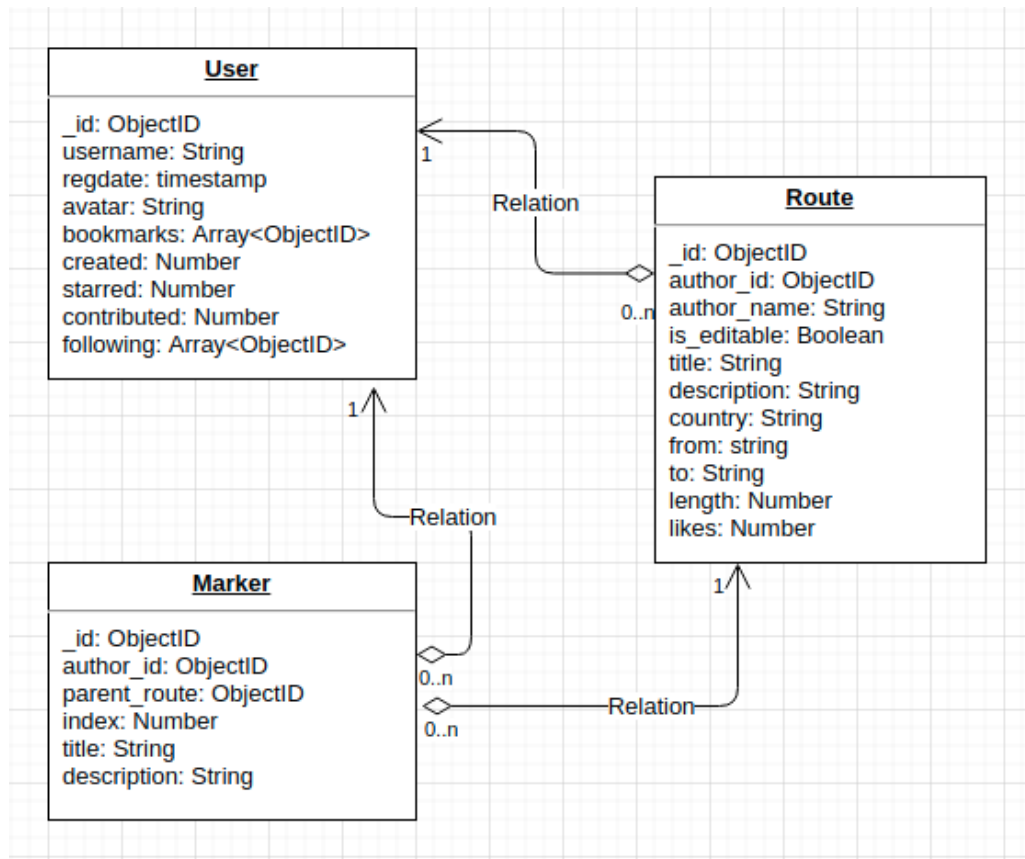 User
_id: ObjectID
username: String
regdate: timestamp
avatar: String
bookmarks: Array<ObjectID>
created: Number
starred: Number
contributed: Number
following: Array<ObjectID>
1
Relation
0..n
Route
_id: ObjectID
author_id: ObjectID
author_name: String
is_editable: Boolean
title: String
description: String
country: String
from: string
to: String
length: Number
likes: Number
1
Relation
0..n
Marker
_id: ObjectID
author_id: ObjectID
parent_route: ObjectID
index: Number
title: String
description: String
1
Relation
0..n